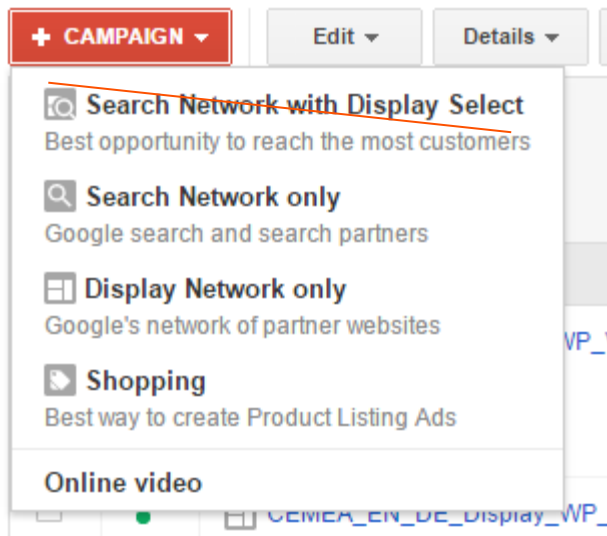 + CAMPAIGN
Edit
Details
Search Network with Display Select
Best opportunity to reach the most customers
Search Network only
Google search and search partners
Display Network only
Google's network of partner websites
WP_
Shopping
Best way to create Product Listing Ads
Online video
CEMEA_EN_DE_Display_WP_